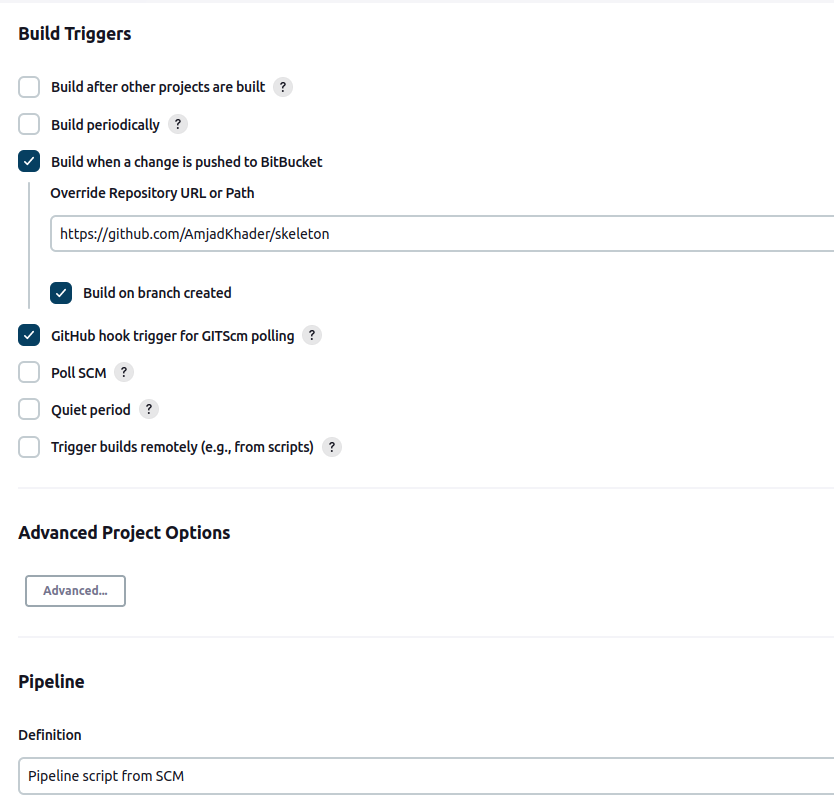 Build Triggers
Build after other projects are built ?
Build periodically ?
Build when a change is pushed to BitBucket
Override Repository URL or Path
https://github.com/AmjadKhader/skeleton
Build on branch created
GitHub hook trigger for GITScm polling ?
Poll SCM ?
Quiet period ?
Trigger builds remotely (e.g., from scripts) ?
Advanced Project Options
Advanced...
Pipeline
Definition
Pipeline script from SCM